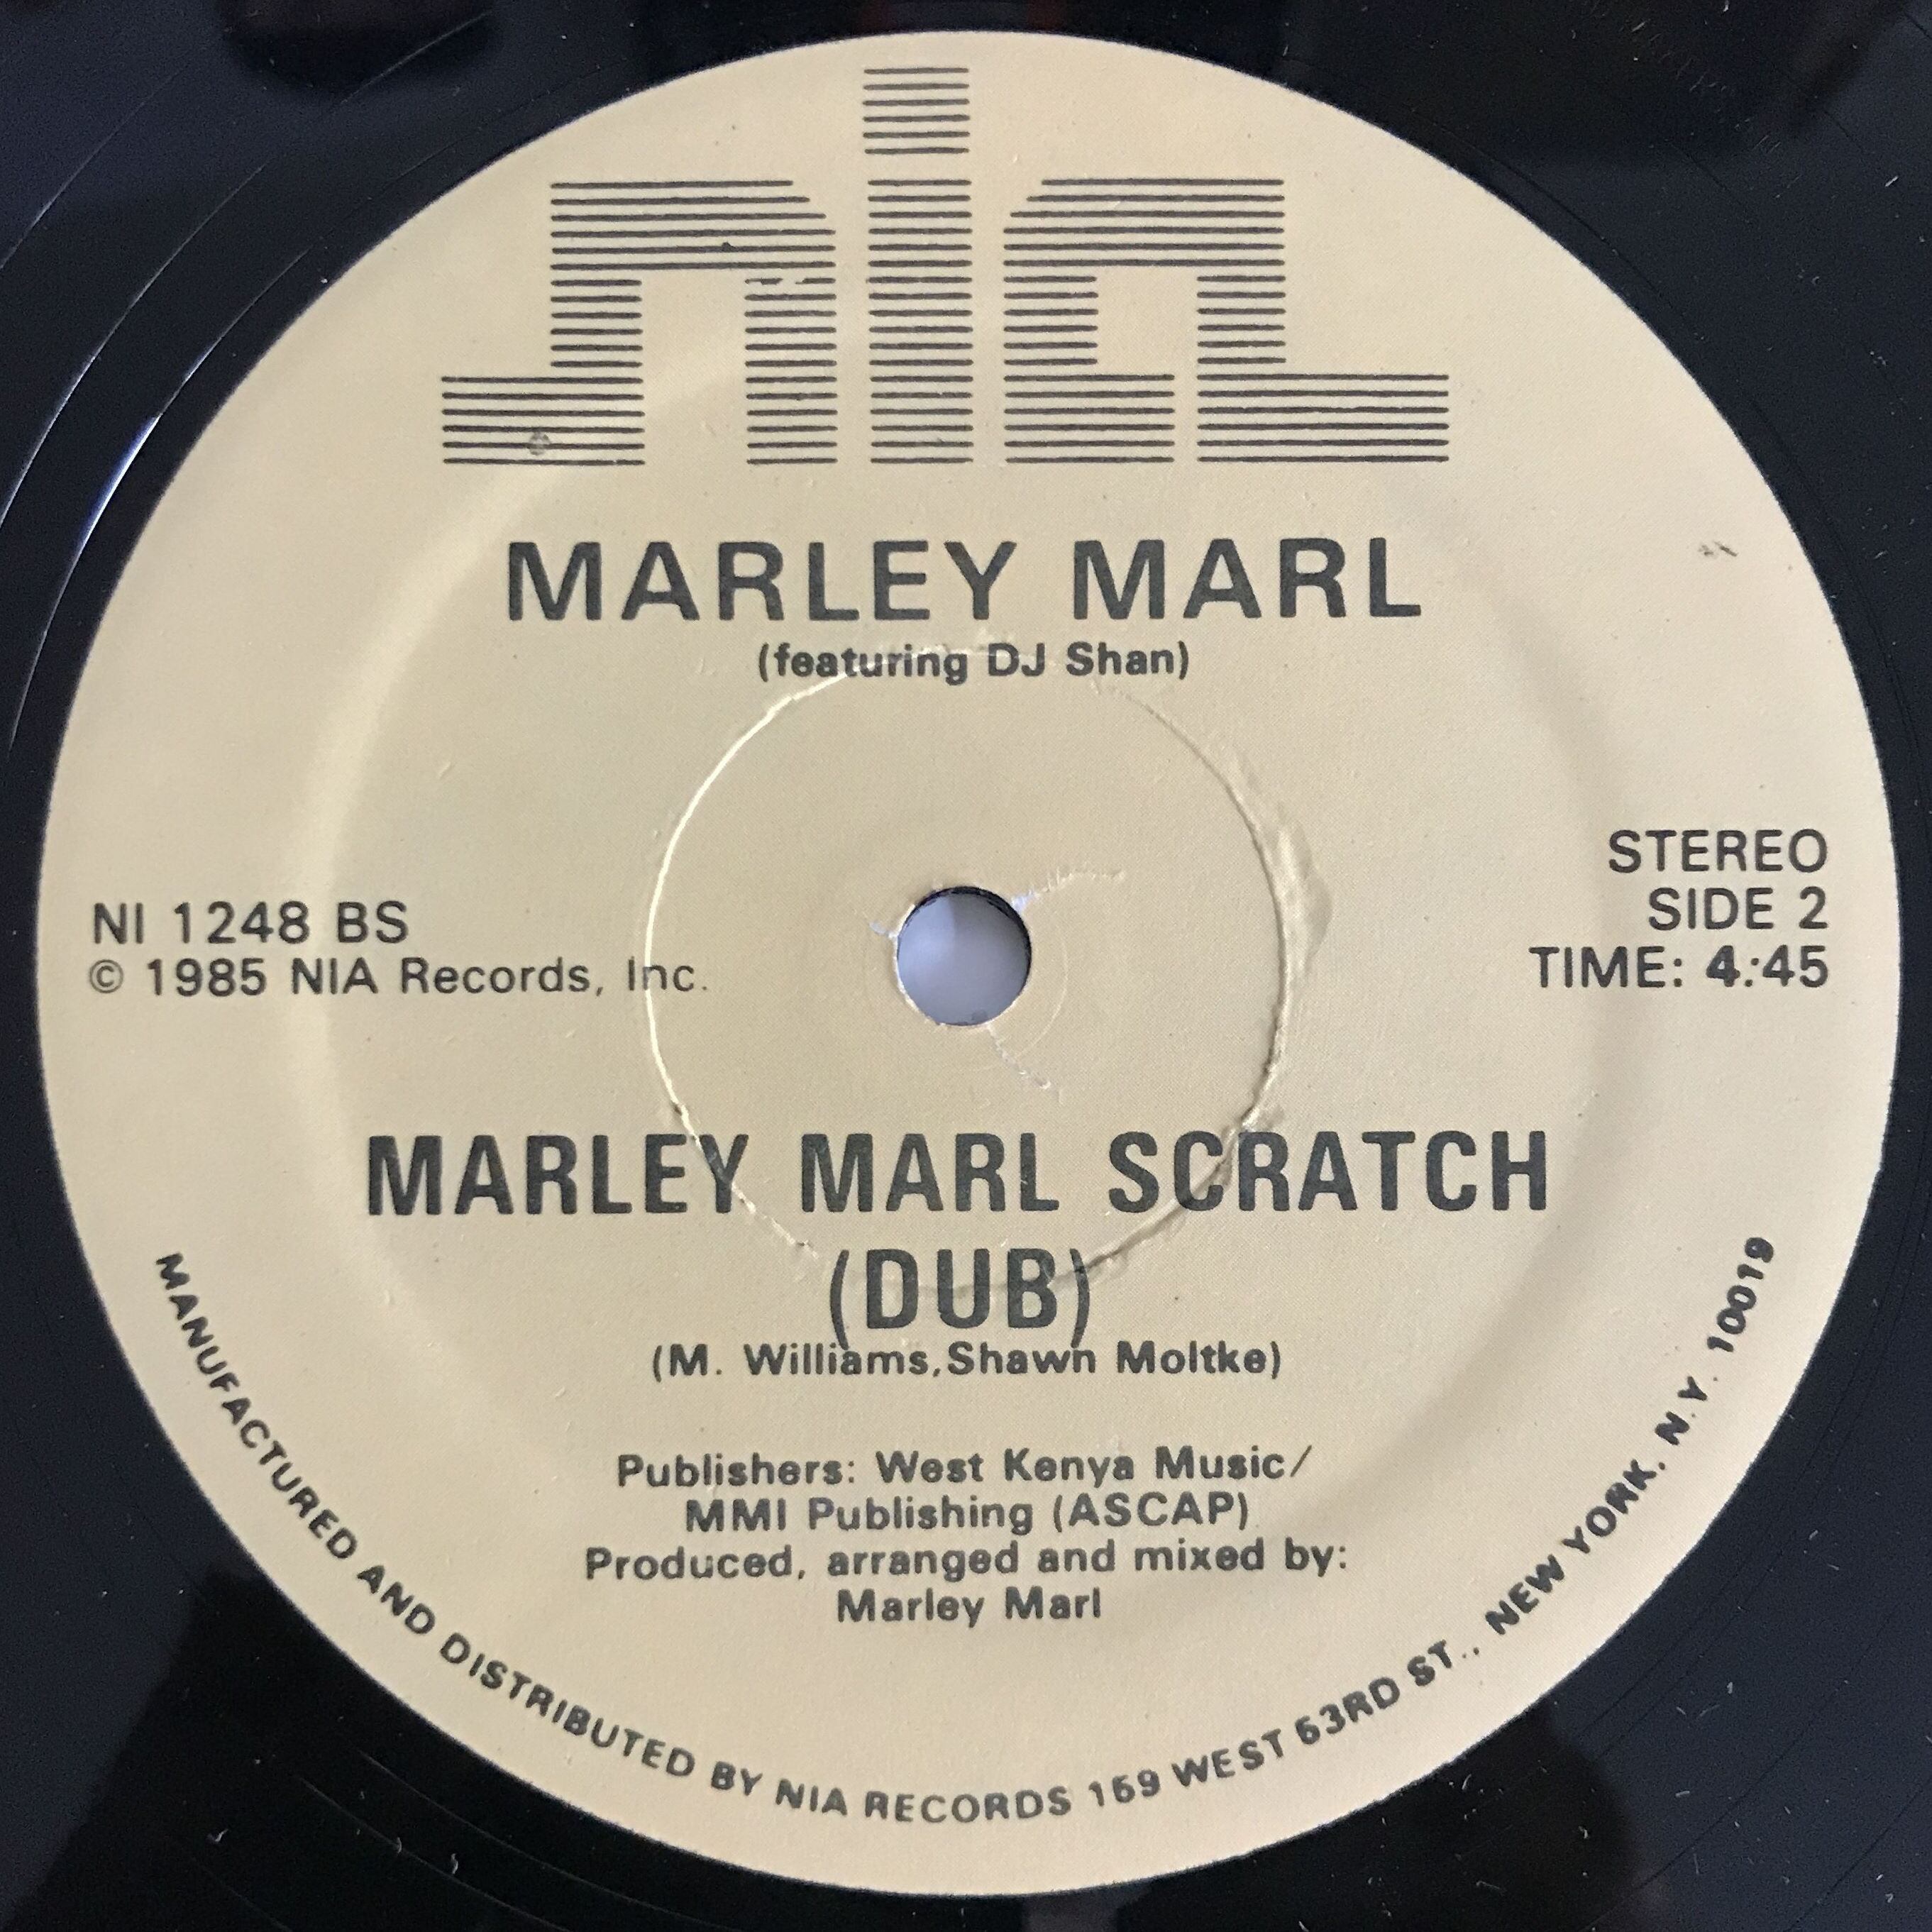 nia
MARLEY MARL
(featuring DJ Shan)
NI 1248 BS
© 1985 NIA Records, Inc.
STEREO
SIDE 2
TIME: 4:45
MARLEY MARL SCRATCH
(DUB)
(M. Williams,Shawn Moltke)
Publishers: West Kenya Music/
MMI Publishing (ASCAP)
Produced, arranged and mixed by:
Marley Marl
MANUFACTURED AND DISTRIBUTED BY NIA RECORDS WEST ST., NEW YORK, N.Y. 10019